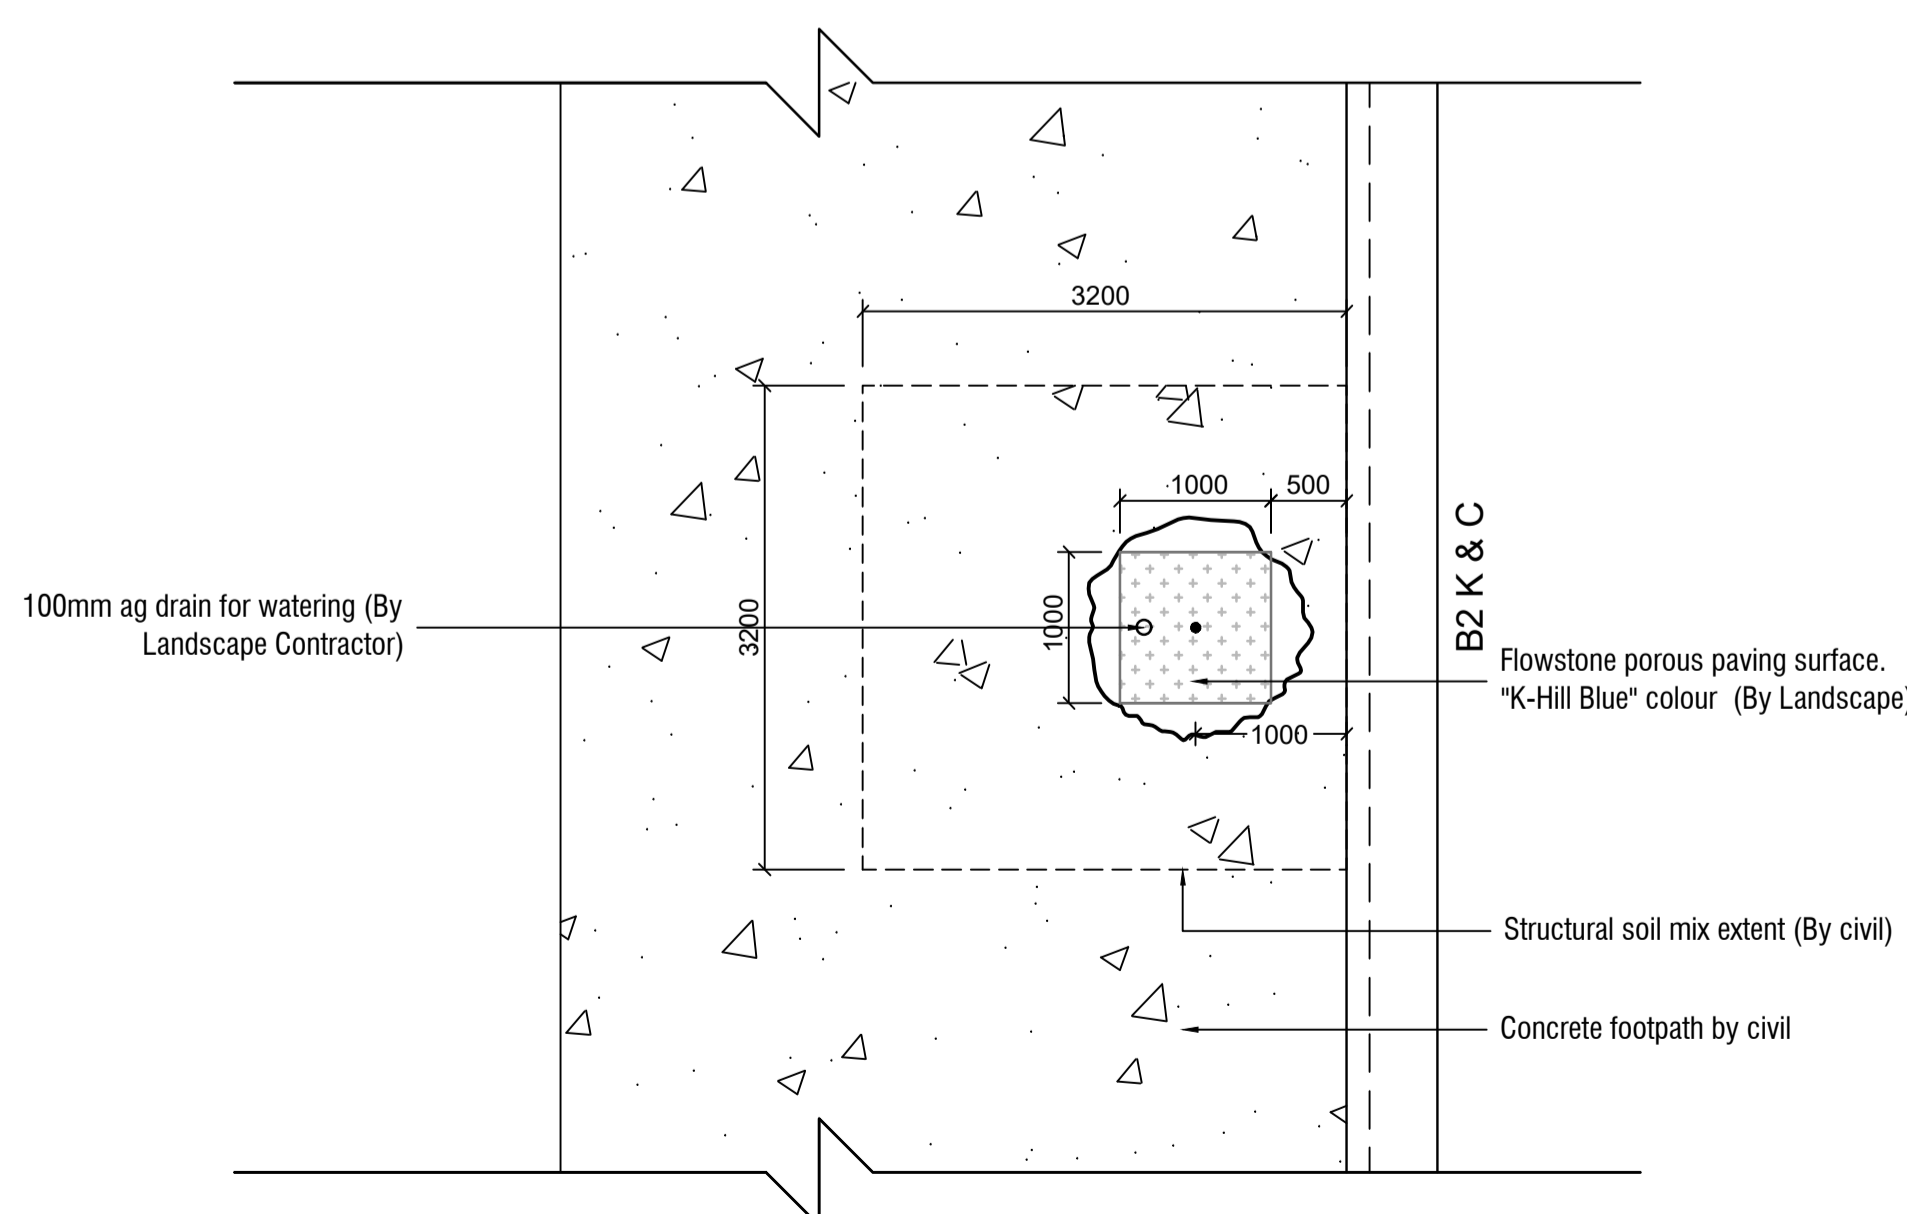 3200
1000 500
100mm ag drain for watering (By
Landscape Contractor)
3200
1000
B2 K & C
Flowstone porous paving surface.
"K-Hill Blue" colour (By Landscape)
1000
Structural soil mix extent (By civil)
Concrete footpath by civil